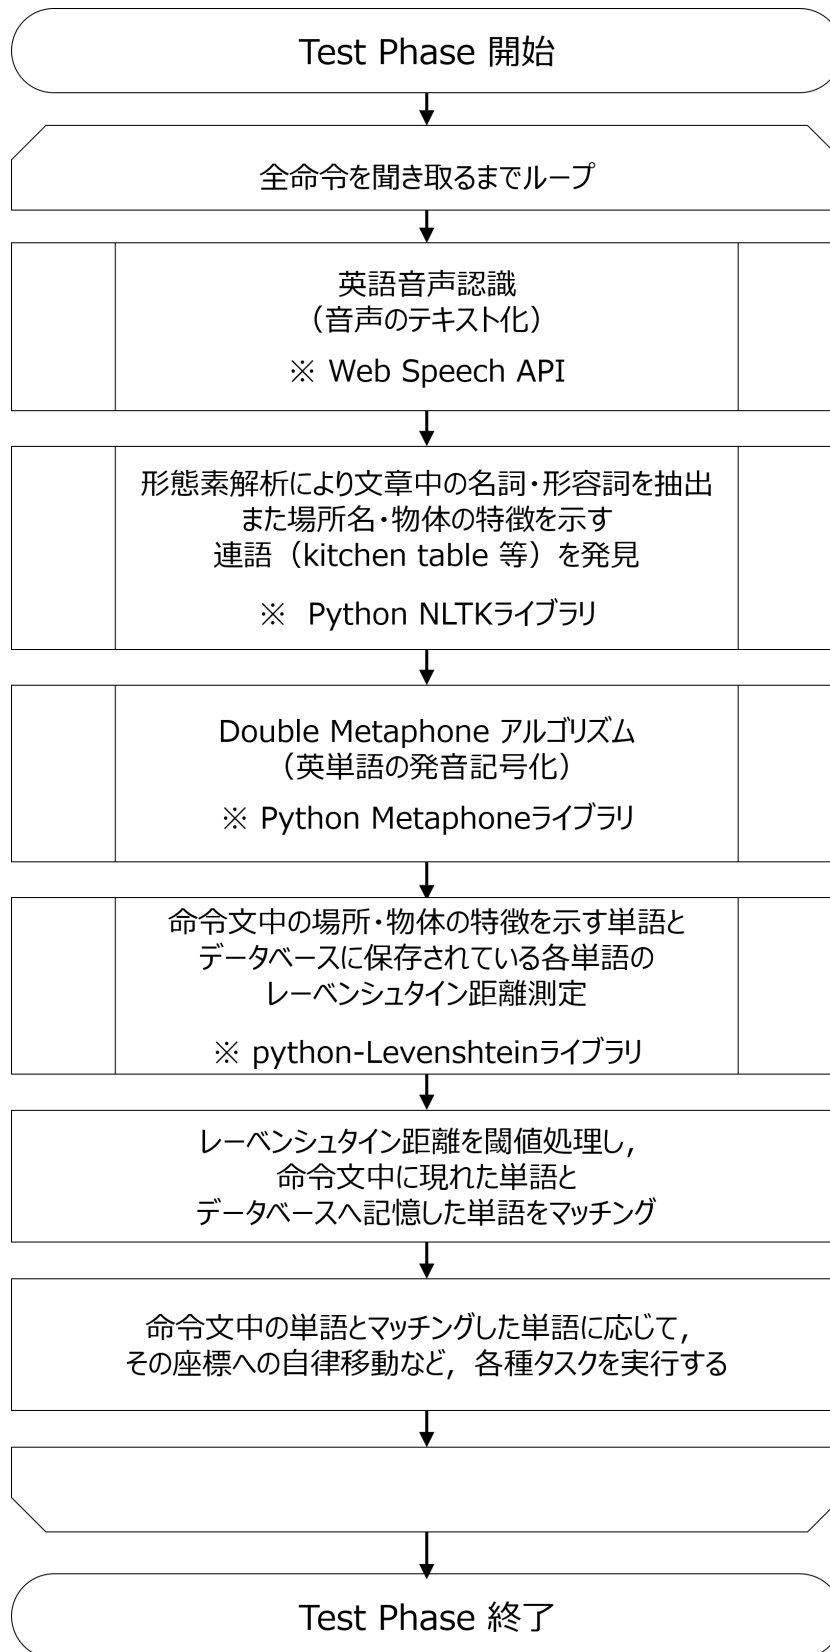 Test Phase 開始
全命令を聞き取るまでループ
英語音声認識
（音声のテキスト化）
※ Web Speech API
形態素解析により文章中の名詞・形容詞を抽出
また場所名・物体の特徴を示す
連語（kitchen table 等）を発見
※ Python NLTKライブラリ
Double Metaphone アルゴリズム
（英単語の発音記号化）
※ Python Metaphoneライブラリ
命令文中の場所・物体の特徴を示す単語と
データベースに保存されている各単語の
レーベンシュタイン距離測定
※ python-Levenshteinライブラリ
レーベンシュタイン距離を閾値処理し，
命令文中に現れた単語と
データベースへ記憶した単語をマッチング
命令文中の単語とマッチングした単語に応じて，
その座標への自律移動など，各種タスクを実行する
Test Phase 終了